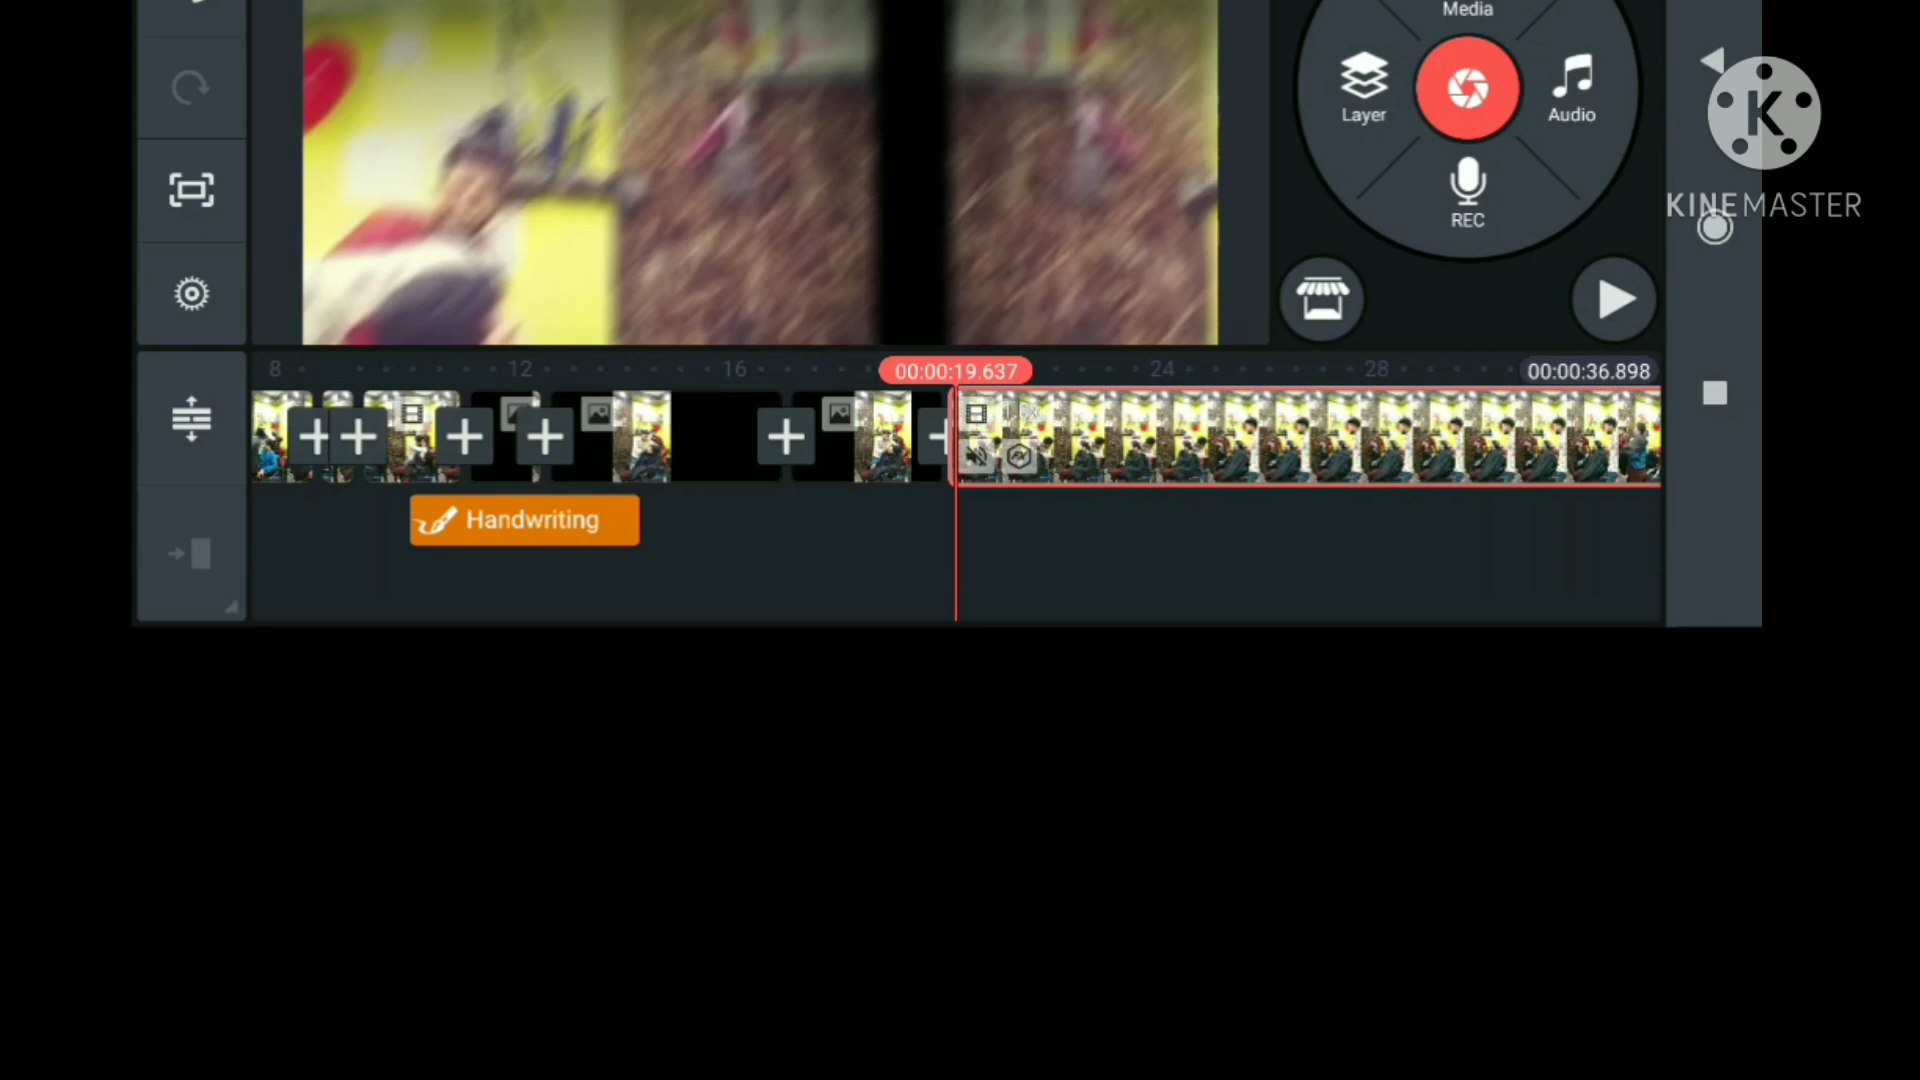 Media
Layer
Audio
REC
K
KINEMASTER
8
12
16
00:00:19.637
24
28
00:00:36.898
Handwriting